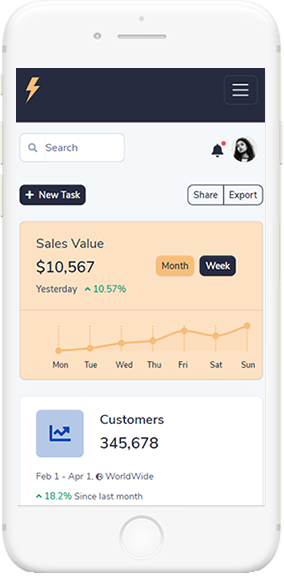 Search
New Task
Share
Export
Sales Value
$10,567
Month
Week
Yesterday
10.57%
Mon Tue Wed Thu Fri Sat Sun
Customers
345,678
Feb 1 - Apr 1, WorldWide
18.2% Since last month